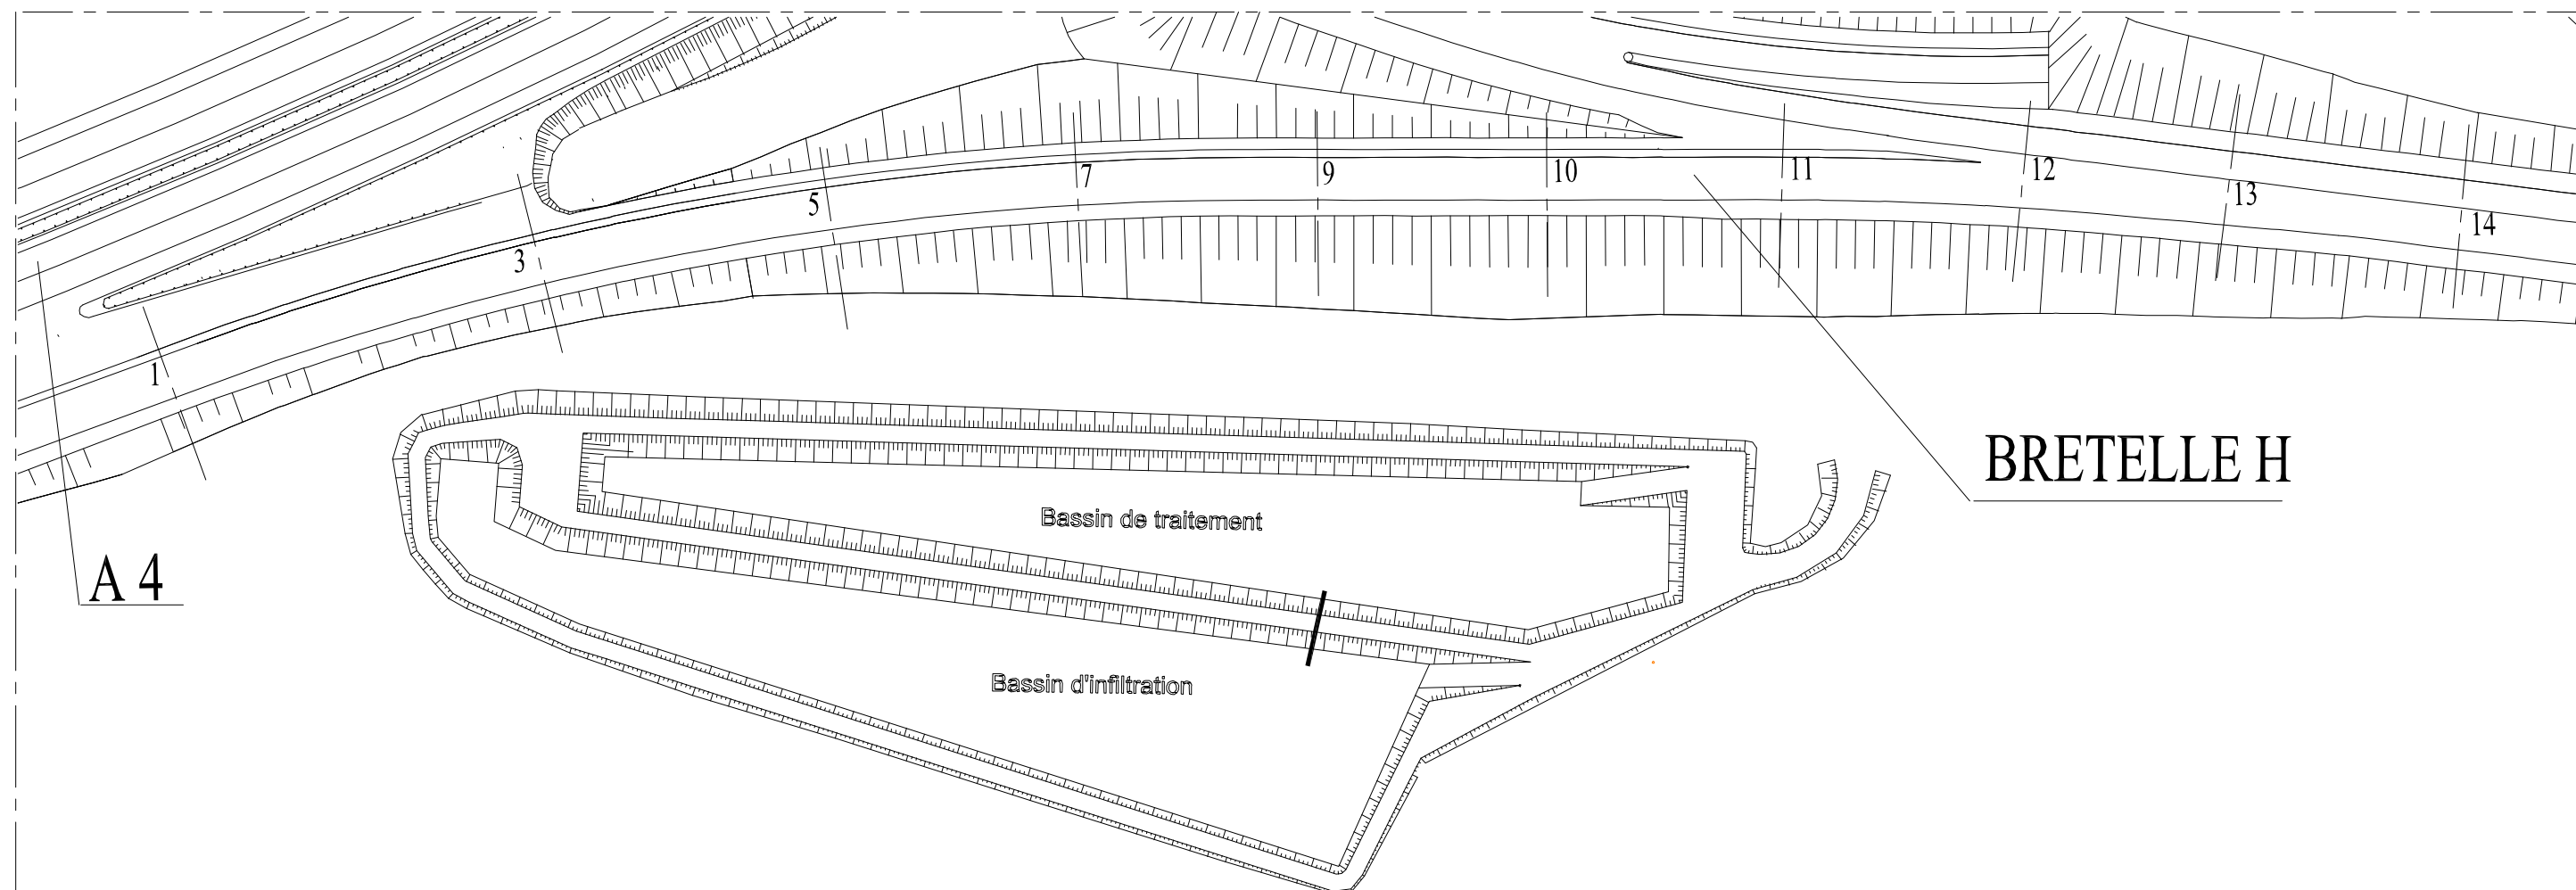 1
3
5
7
9
10
11
12
13
14
BRETELLE H
A 4
Bassin de traitement
Bassin d'infiltration